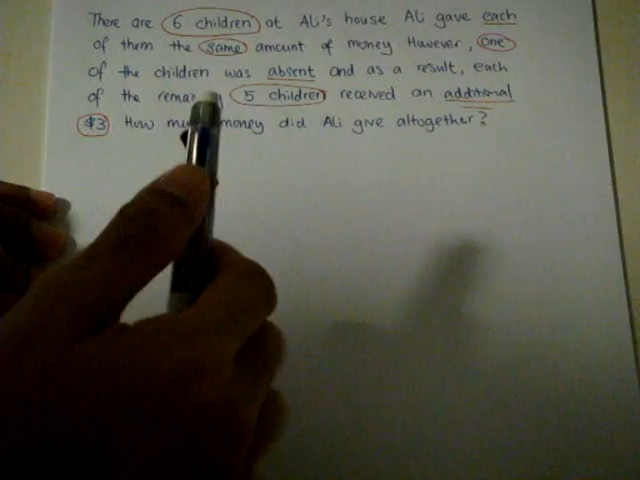 There are 6 children at Ali's house Ali gave each
of them the same amount of money However, one
of the children was absent and as a result, each
of the 5 children received an additional
$3 How money did Ali give altogether?